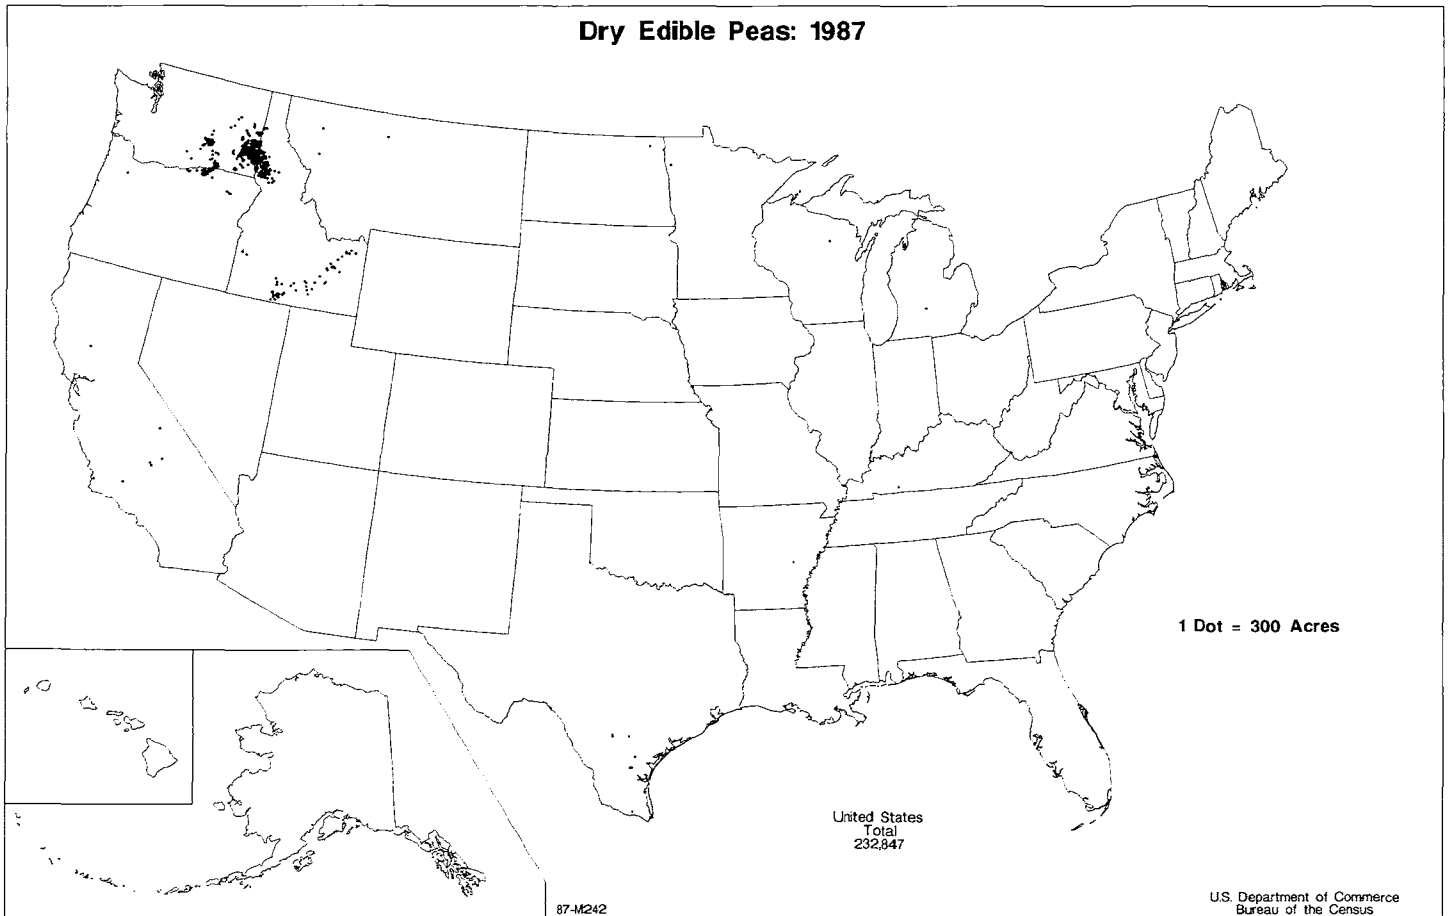 Dry Edible Peas: 1987
1 Dot = 300 Acres
United States
Total
232,847
87-M242
U.S. Department of Commerce
Bureau of the Census